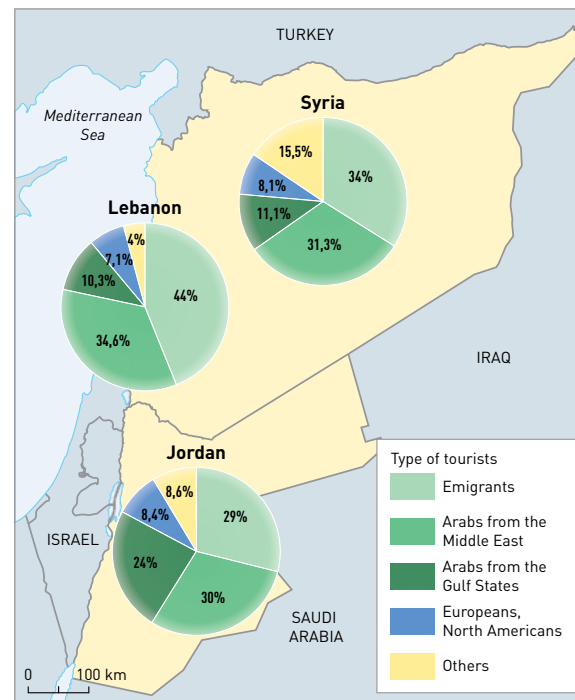 TURKEY
Mediterranean
Sea
Syria
15,5%
34%
8,1%
11,1%
31,3%
Lebanon
4%
7,1%
10,3%
44%
34,6%
IRAQ
Jordan
8,6%
8,4%
29%
24%
30%
ISRAEL
SAUDI
ARABIA
0 100 km
Type of tourists
Emigrants
Arabs from the
Middle East
Arabs from the
Gulf States
Europeans,
North Americans
Others